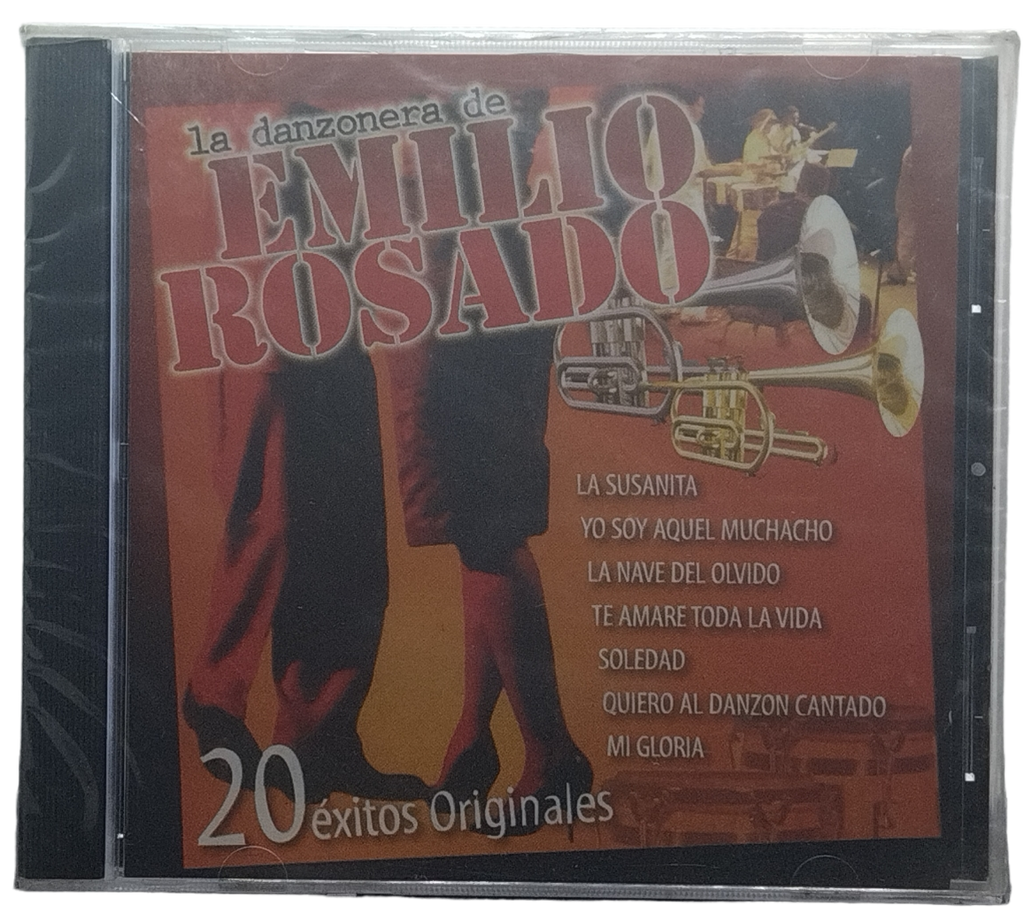 la danzonera de
EMILIO
ROSADO
LA SUSANITA
YO SOY AQUEL MUCHACHO
LA NAVE DEL OLVIDO
TE AMARE TODA LA VIDA
SOLEDAD
QUIERO AL DANZON CANTADO
MI GLORIA
20 éxitos Originales